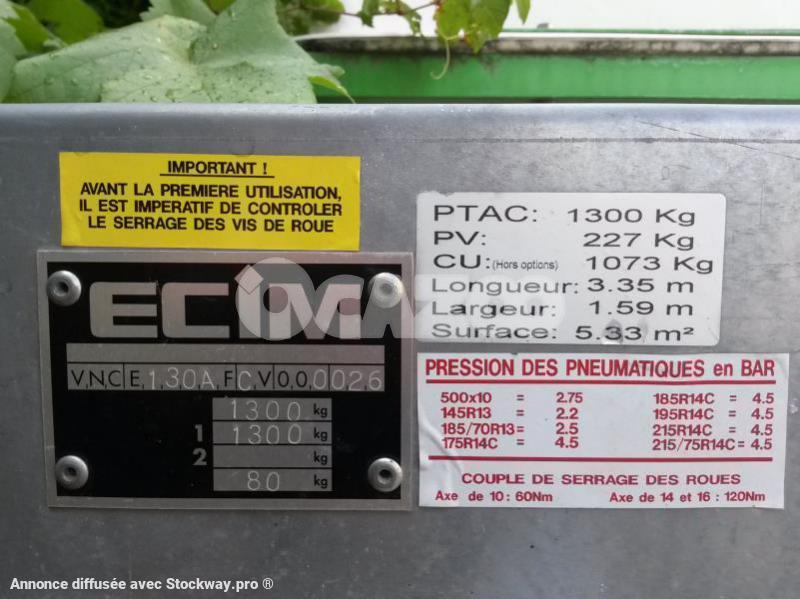 IMPORTANT !
AVANT LA PREMIERE UTILISATION,
IL EST IMPERATIF DE CONTROLER
LE SERRAGE DES VIS DE ROUE
PTAC: 1300 Kg
PV: 227 Kg
CU:(Hors options) 1073 Kg
Longueur: 3.35 m
Largeur: 1.59 m
Surface: 5.33 m²
ECIM
V,N,C E,1,30A,F C,V 0,0,0026
1300 kg
1 1300 kg
2 kg
80 kg
PRESSION DES PNEUMATIQUES en BAR
500x10 = 2.75 185R14C = 4.5
145R13 = 2.2 195R14C = 4.5
185/70R13= 2.5 215R14C = 4.5
175R14C = 4.5 215/75R14C = 4.5
COUPLE DE SERRAGE DES ROUES
Axe de 10 : 60Nm Axe de 14 et 16 : 120Nm
Annonce diffusée avec Stockway.pro ®